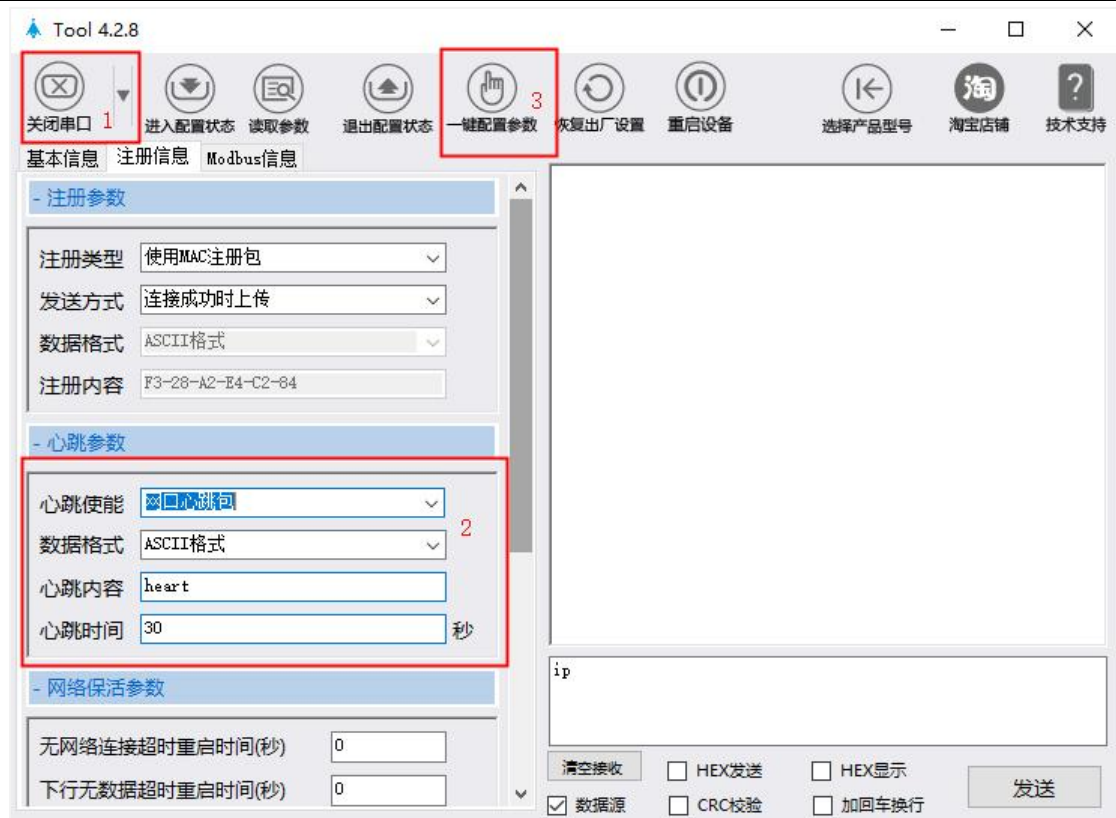 Tool 4.2.8
关闭串口 1 进入配置状态 读取参数 退出配置状态 一键配置参数 3 恢复出厂设置 重启设备 选择产品型号 淘 淘宝店铺 ? 技术支持
基本信息 注册信息 Modbus信息
- 注册参数
注册类型 使用MAC注册包
发送方式 连接成功时上传
数据格式 ASCII格式
注册内容 F3-28-A2-E4-C2-84
- 心跳参数
心跳使能 网口心跳包
2
数据格式 ASCII格式
心跳内容 heart
心跳时间 30 秒
- 网络保活参数
无网络连接超时重启时间(秒) 0
下行无数据超时重启时间(秒) 0
ip
清空接收 HEX发送 HEX显示 发送
数据源 CRC校验 加回车换行